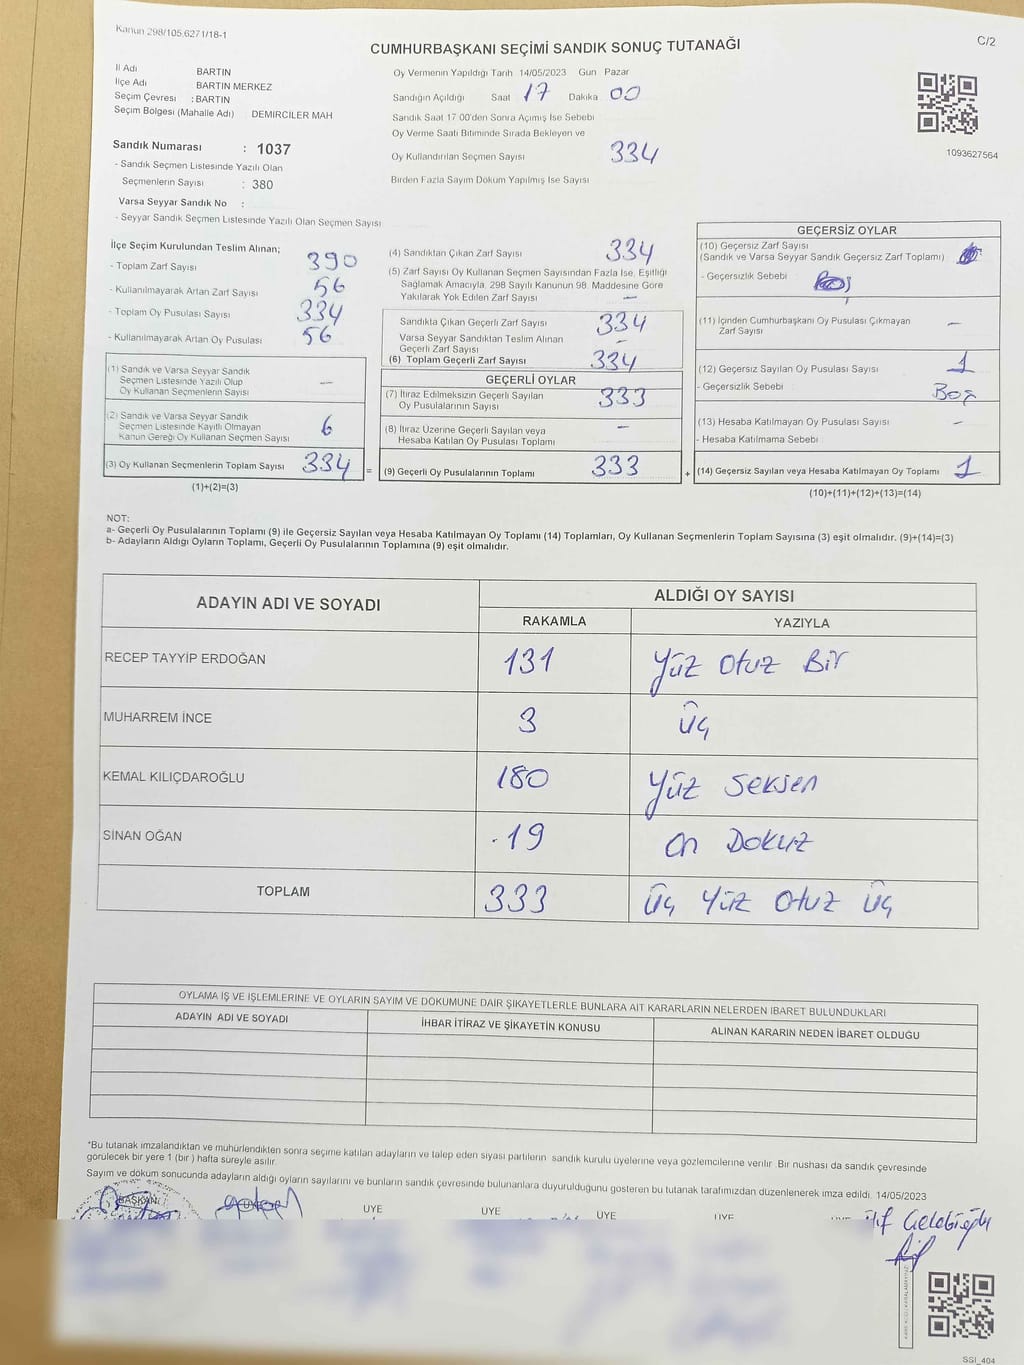 Kanun 298/105,6271/18-1
C/2
CUMHURBAŞKANI SEÇİMİ SANDIK SONUÇ TUTANAĞI
İl Adı BARTIN
İlçe Adı BARTIN MERKEZ
Seçim Çevresi : BARTIN
Seçim Bölgesi (Mahalle Adı) DEMİRCİLER MAH
Oy Vermenin Yapıldığı Tarih 14/05/2023 Gün Pazar
Sandığın Açıldığı Saat 17 Dakika 00
Sandık Saat 17:00'den Sonra Açımış İse Sebebi
Oy Verme Saati Bitiminde Sırada Bekleyen ve
Oy Kullandırılan Seçmen Sayısı 334
Birden Fazla Sayım Döküm Yapılmış İse Sayısı
1093627564
Sandık Numarası : 1037
- Sandık Seçmen Listesinde Yazılı Olan
Seçmenlerin Sayısı : 380
Varsa Seyyar Sandık No :
- Seyyar Sandık Seçmen Listesinde Yazılı Olan Seçmen Sayısı
İlçe Seçim Kurulundan Teslim Alınan;
- Toplam Zarf Sayısı 390
- Kullanılmayarak Artan Zarf Sayısı 56
- Toplam Oy Pusulası Sayısı 334
- Kullanılmayarak Artan Oy Pusulası 56
(1) Sandık ve Varsa Seyyar Sandık
Seçmen Listesinde Yazılı Olup
Oy Kullanan Seçmenlerin Sayısı —
(2) Sandık ve Varsa Seyyar Sandık
Seçmen Listesinde Kayıtlı Olmayan
Kanun Gereği Oy Kullanan Seçmen Sayısı 6
(3) Oy Kullanan Seçmenlerin Toplam Sayısı 334 =
(1)+(2)=(3)
(4) Sandıktan Çıkan Zarf Sayısı 334
(5) Zarf Sayısı Oy Kullanan Seçmen Sayısından Fazla İse, Eşitliği
Sağlamak Amacıyla, 298 Sayılı Kanunun 98. Maddesine Göre
Yakılarak Yok Edilen Zarf Sayısı —
Sandıkta Çıkan Geçerli Zarf Sayısı 334
Varsa Seyyar Sandıktan Teslim Alınan
Geçerli Zarf Sayısı —
(6) Toplam Geçerli Zarf Sayısı 334
GEÇERLİ OYLAR
(7) İtiraz Edilmeksizin Geçerli Sayılan
Oy Pusulalarının Sayısı 333
(8) İtiraz Üzerine Geçerli Sayılan veya
Hesaba Katılan Oy Pusulası Toplamı —
(9) Geçerli Oy Pusulalarının Toplamı 333 +
GEÇERSİZ OYLAR
(10) Geçersiz Zarf Sayısı
(Sandık ve Varsa Seyyar Sandık Geçersiz Zarf Toplamı)
- Geçersizlik Sebebi
(11) İçinden Cumhurbaşkanı Oy Pusulası Çıkmayan
Zarf Sayısı —
(12) Geçersiz Sayılan Oy Pusulası Sayısı 1
- Geçersizlik Sebebi Boş
(13) Hesaba Katılmayan Oy Pusulası Sayısı —
- Hesaba Katılmama Sebebi
(14) Geçersiz Sayılan veya Hesaba Katılmayan Oy Toplamı 1
(10)+(11)+(12)+(13)=(14)
NOT:
a- Geçerli Oy Pusulalarının Toplamı (9) ile Geçersiz Sayılan veya Hesaba Katılmayan Oy Toplamı (14) Toplamları, Oy Kullanan Seçmenlerin Toplam Sayısına (3) eşit olmalıdır. (9)+(14)=(3)
b- Adayların Aldığı Oyların Toplamı, Geçerli Oy Pusulalarının Toplamına (9) eşit olmalıdır.
ADAYIN ADI VE SOYADI ALDIĞI OY SAYISI
RAKAMLA YAZIYLA
RECEP TAYYİP ERDOĞAN 131 Yüz Otuz Bir
MUHARREM İNCE 3 Üç
KEMAL KILIÇDAROĞLU 180 Yüz Seksen
SİNAN OĞAN 19 On Dokuz
TOPLAM 333 Üç Yüz Otuz Üç
OYLAMA İŞ VE İŞLEMLERİNE VE OYLARIN SAYIM VE DÖKÜMÜNE DAİR ŞİKAYETLERLE BUNLARA AİT KARARLARIN NELERDEN İBARET BULUNDUKLARI
ADAYIN ADI VE SOYADI İHBAR İTİRAZ VE ŞİKAYETİN KONUSU ALINAN KARARIN NEDEN İBARET OLDUĞU
*Bu tutanak imzalandıktan ve mühürlendikten sonra seçime katılan adayların ve talep eden siyasi partilerin sandık kurulu üyelerine veya gözlemcilerine verilir. Bir nüshası da sandık çevresinde
görülecek bir yere 1 (bir) hafta süreyle asılır.
Sayım ve döküm sonucunda adayların aldığı oyların sayılarını ve bunların sandık çevresinde bulunanlara duyurulduğunu gösteren bu tutanak tarafımızdan düzenlenerek imza edildi. 14/05/2023
BAŞKAN ÜYE ÜYE ÜYE ÜYE
SSİ_404